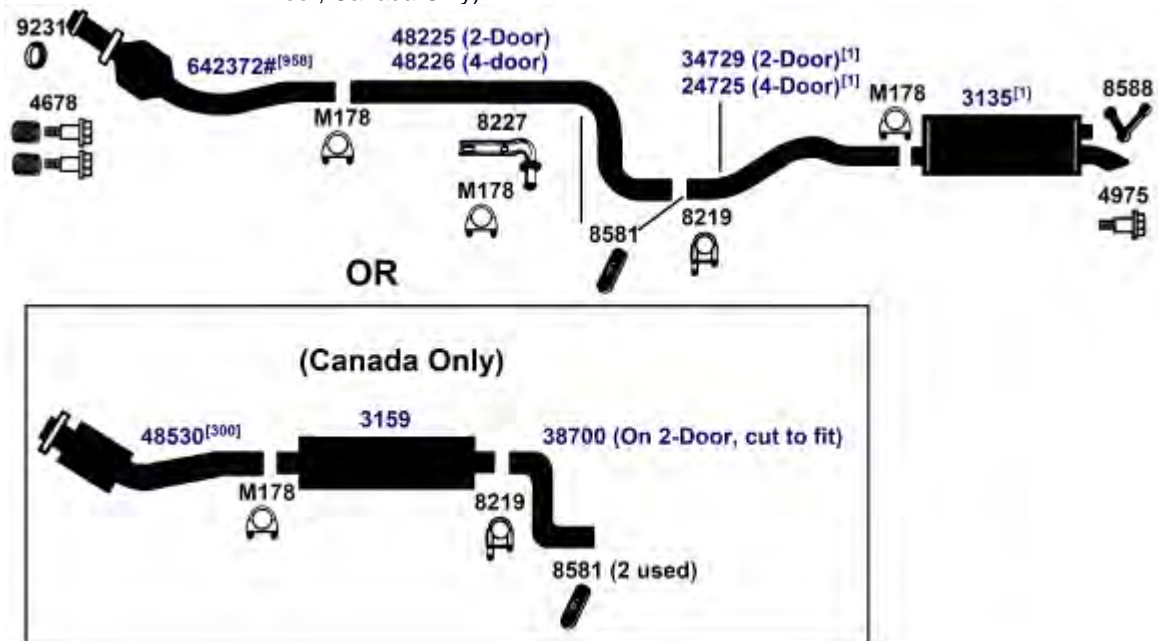 Canada Only)
9231
48225 (2-Door)
48226 (4-door)
642372#[958]
34729 (2-Door)[1]
24725 (4-Door)[1]
M178
3135[1]
8588
4678
M178
8227
M178
8581
8219
4975
OR
(Canada Only)
48530[300]
3159
38700 (On 2-Door, cut to fit)
M178
8219
8581 (2 used)